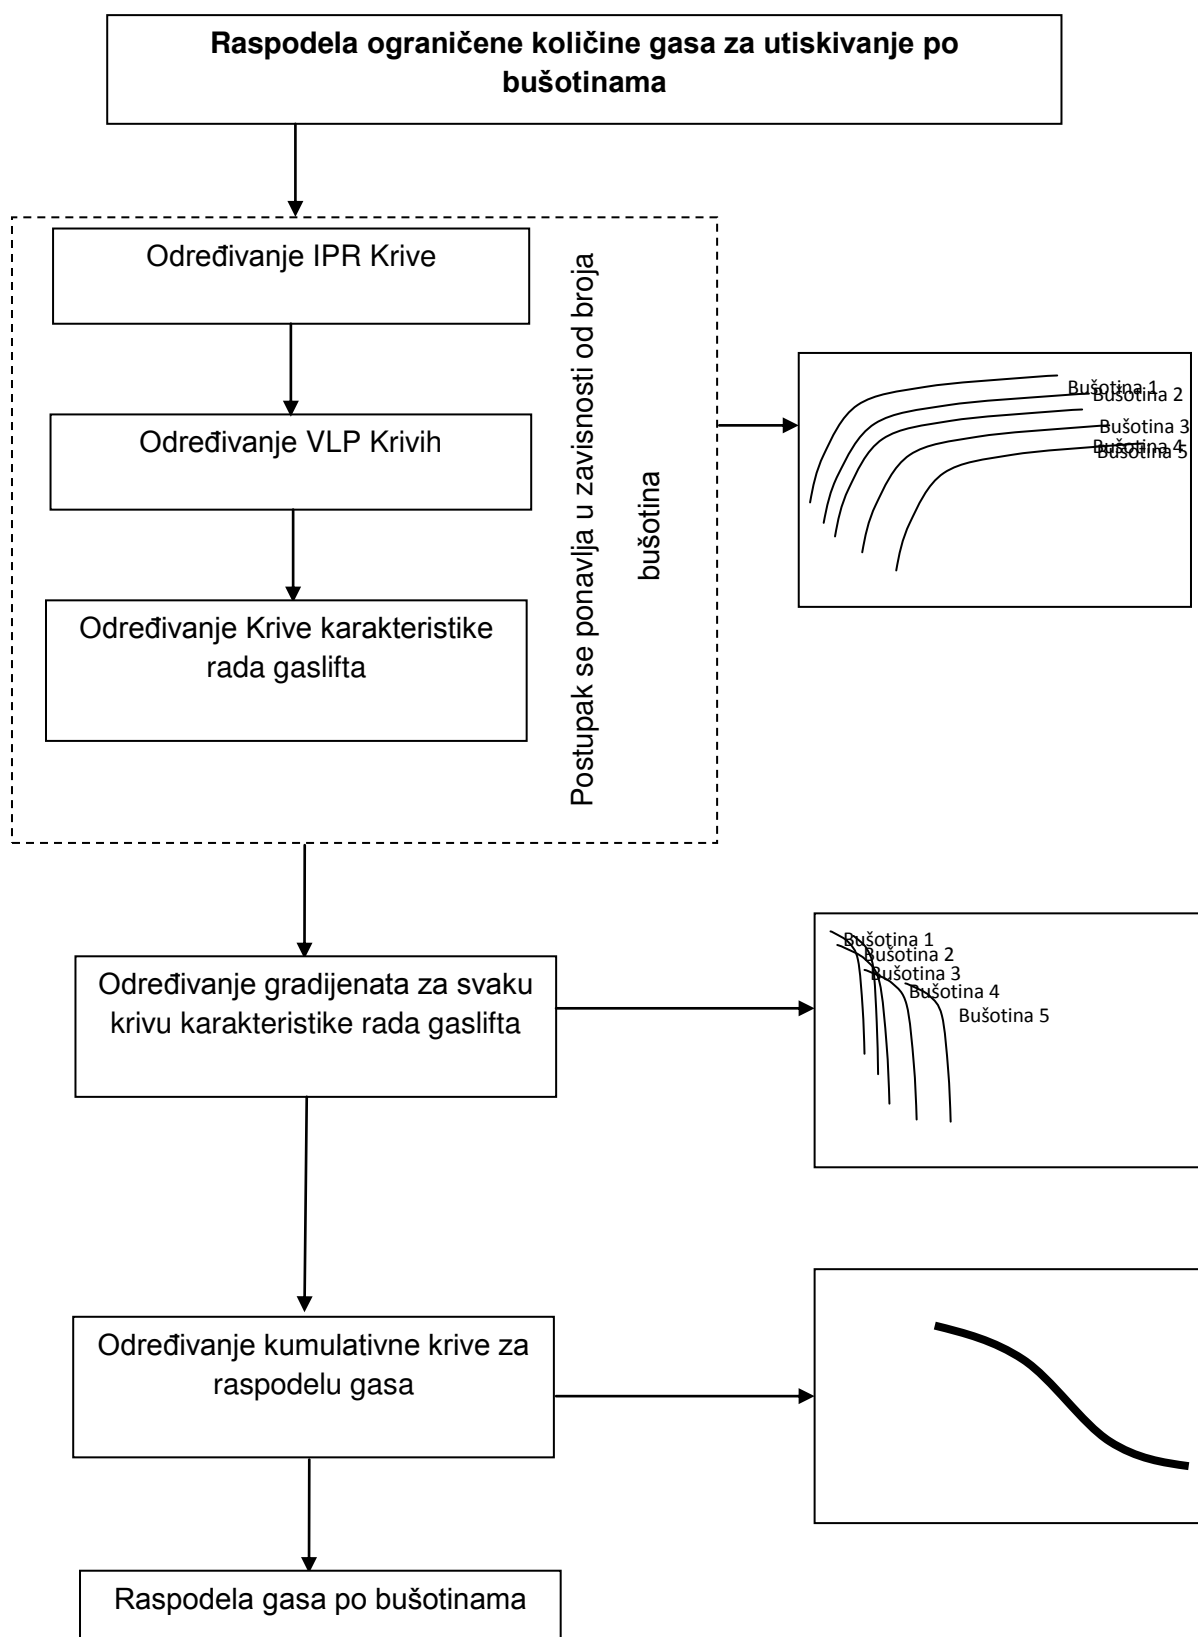 Raspodela ograničene količine gasa za utiskivanje po
bušotinama
Određivanje IPR Krive
Određivanje VLP Krivih
Određivanje Krive karakteristike
rada gaslifta
Postupak se ponavlja u zavisnosti od broja
bušotina
Bušotina 1
Bušotina 2
Bušotina 3
Bušotina 4
Bušotina 5
Određivanje gradijenata za svaku
krivu karakteristike rada gaslifta
Bušotina 1
Bušotina 2
Bušotina 3
Bušotina 4
Bušotina 5
Određivanje kumulativne krive za
raspodelu gasa
Raspodela gasa po bušotinama